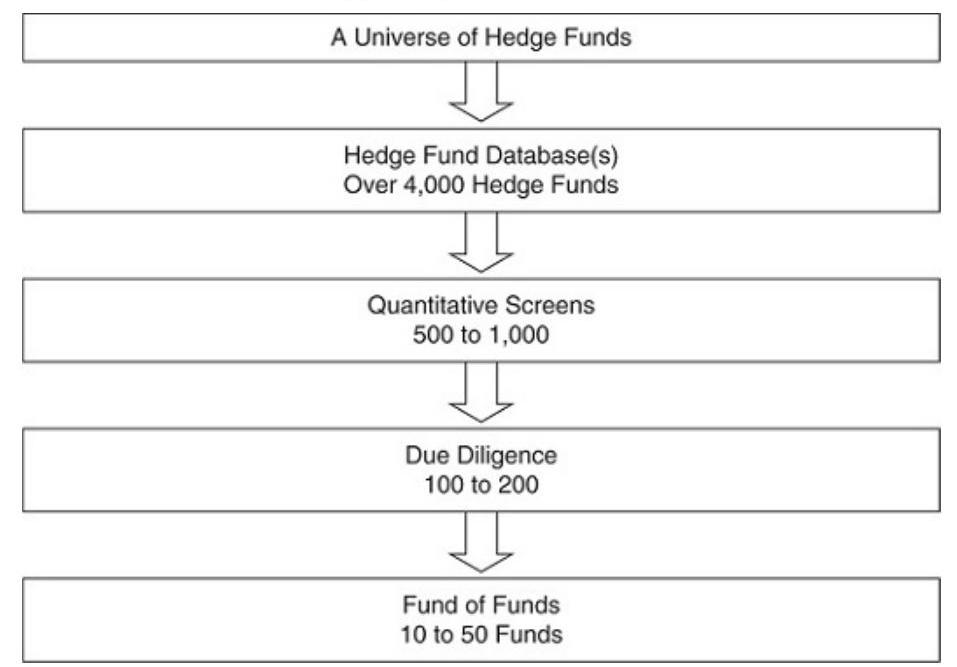 A Universe of Hedge Funds
Hedge Fund Database(s)
Over 4,000 Hedge Funds
Quantitative Screens
500 to 1,000
Due Diligence
100 to 200
Fund of Funds
10 to 50 Funds